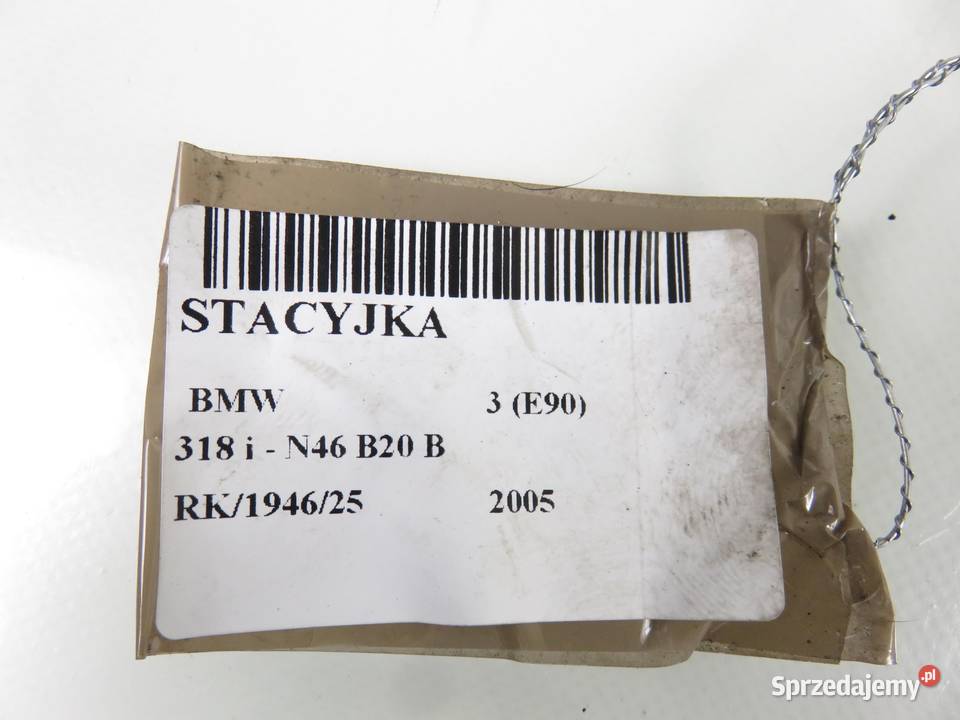 STACYJKA
BMW 3 (E90)
318 i - N46 B20 B
RK/1946/25 2005
Sprzedajemy.pl